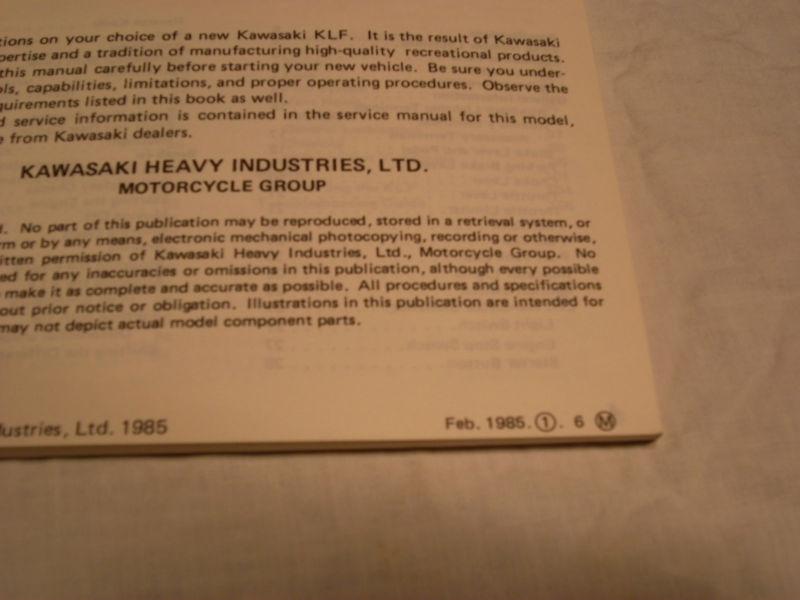 tions on your choice of a new Kawasaki KLF. It is the result of Kawasaki
pertise and a tradition of manufacturing high-quality recreational products.
this manual carefully before starting your new vehicle. Be sure you under-
ols, capabilities, limitations, and proper operating procedures. Observe the
quirements listed in this book as well.
d service information is contained in the service manual for this model,
e from Kawasaki dealers.
KAWASAKI HEAVY INDUSTRIES, LTD.
MOTORCYCLE GROUP
d. No part of this publication may be reproduced, stored in a retrieval system, or
rm or by any means, electronic mechanical photocopying, recording or otherwise,
itten permission of Kawasaki Heavy Industries, Ltd., Motorcycle Group. No
ed for any inaccuracies or omissions in this publication, although every possible
make it as complete and accurate as possible. All procedures and specifications
out prior notice or obligation. Illustrations in this publication are intended for
may not depict actual model component parts.
dustries, Ltd. 1985
Feb. 1985. ①. 6 Ⓜ